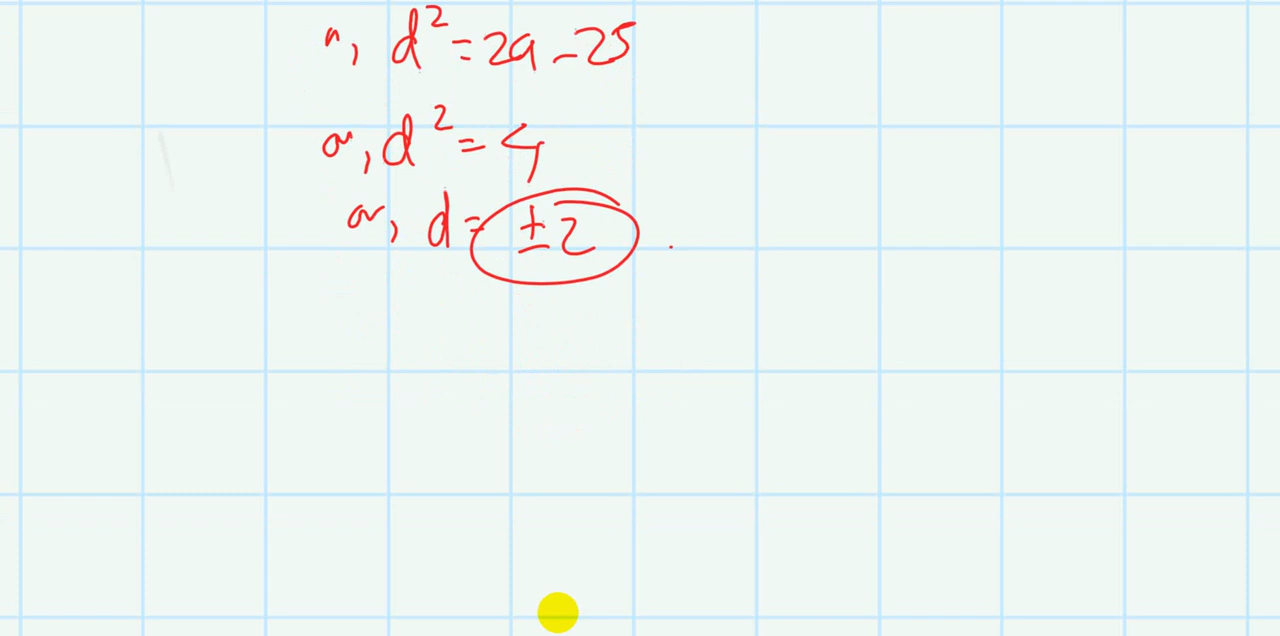 or, d² = 29 - 25
or, d² = 4
or, d = ±2.